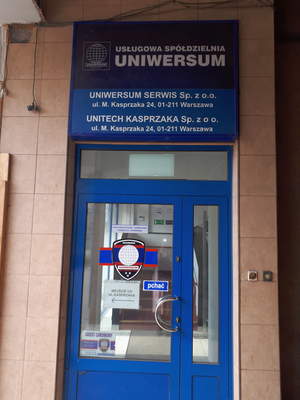 USŁUGOWA SPÓŁDZIELNIA
UNIWERSUM
UNIWERSUM SERWIS Sp. z o.o.
ul. M. Kasprzaka 24, 01-211 Warszawa
UNITECH KASPRZAKA Sp. z o o.
ul. M. Kasprzaka 24, 01-211 Warszawa
pchać